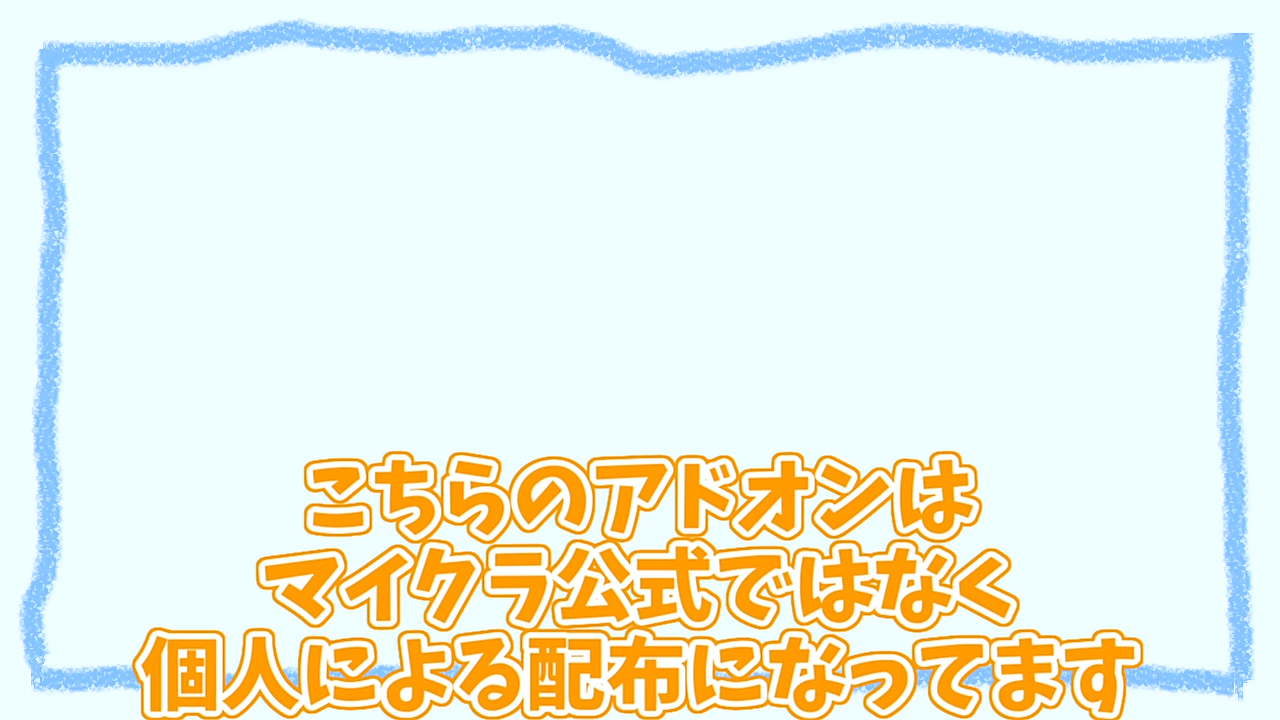 こちらのアドオンは
マイクラ公式ではなく
個人による配布になってます